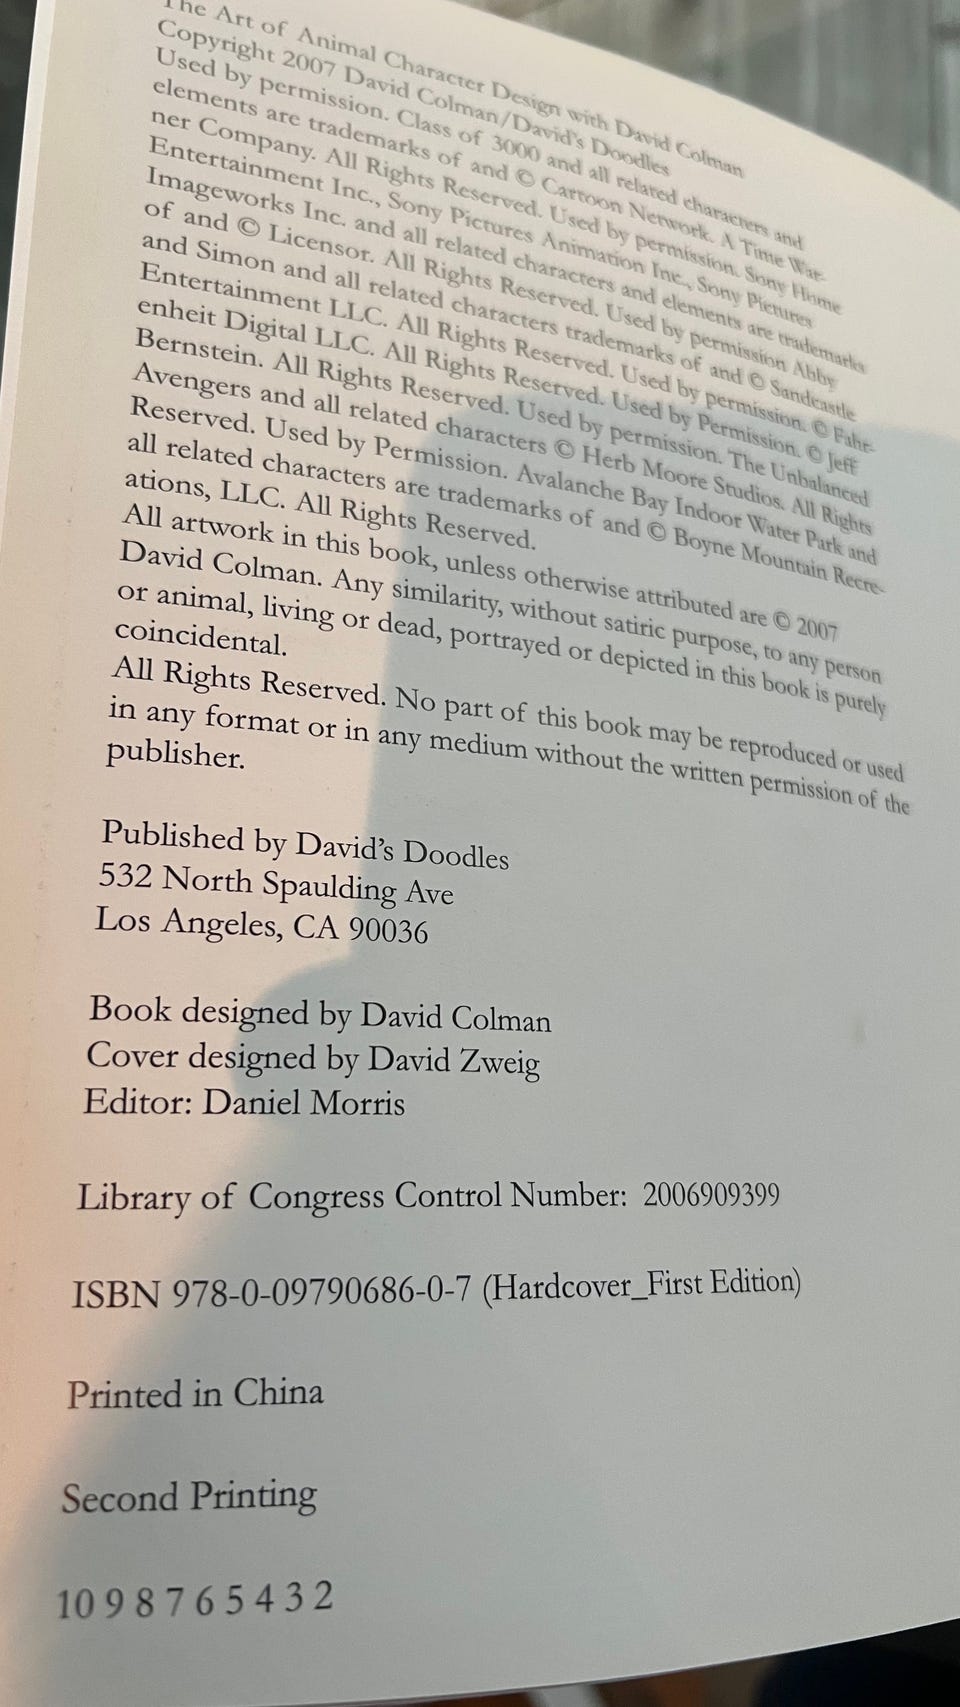 The Art of Animal Character Design with David Colman
Copyright 2007 David Colman/David's Doodles
Used by permission. Class of 3000 and all related characters and
elements are trademarks of and © Cartoon Network. A Time War-
ner Company. All Rights Reserved. Used by permission. Sony Home
Entertainment Inc., Sony Pictures Animation Inc., Sony Pictures
Imageworks Inc. and all related characters and elements are trademarks
of and © Licensor. All Rights Reserved. Used by permission Abby
and Simon and all related characters trademarks of and © Sandcastle
Entertainment LLC. All Rights Reserved. Used by permission. © Fahr-
enheit Digital LLC. All Rights Reserved. Used by Permission. © Jeff
Bernstein. All Rights Reserved. Used by permission. The Unbalanced
Avengers and all related characters © Herb Moore Studios. All Rights
Reserved. Used by Permission. Avalanche Bay Indoor Water Park and
all related characters are trademarks of and © Boyne Mountain Recre-
ations, LLC. All Rights Reserved.
All artwork in this book, unless otherwise attributed are © 2007
David Colman. Any similarity, without satiric purpose, to any person
or animal, living or dead, portrayed or depicted in this book is purely
coincidental.
All Rights Reserved. No part of this book may be reproduced or used
in any format or in any medium without the written permission of the
publisher.
Published by David's Doodles
532 North Spaulding Ave
Los Angeles, CA 90036
Book designed by David Colman
Cover designed by David Zweig
Editor: Daniel Morris
Library of Congress Control Number: 2006909399
ISBN 978-0-09790686-0-7 (Hardcover_First Edition)
Printed in China
Second Printing
10 9 8 7 6 5 4 3 2